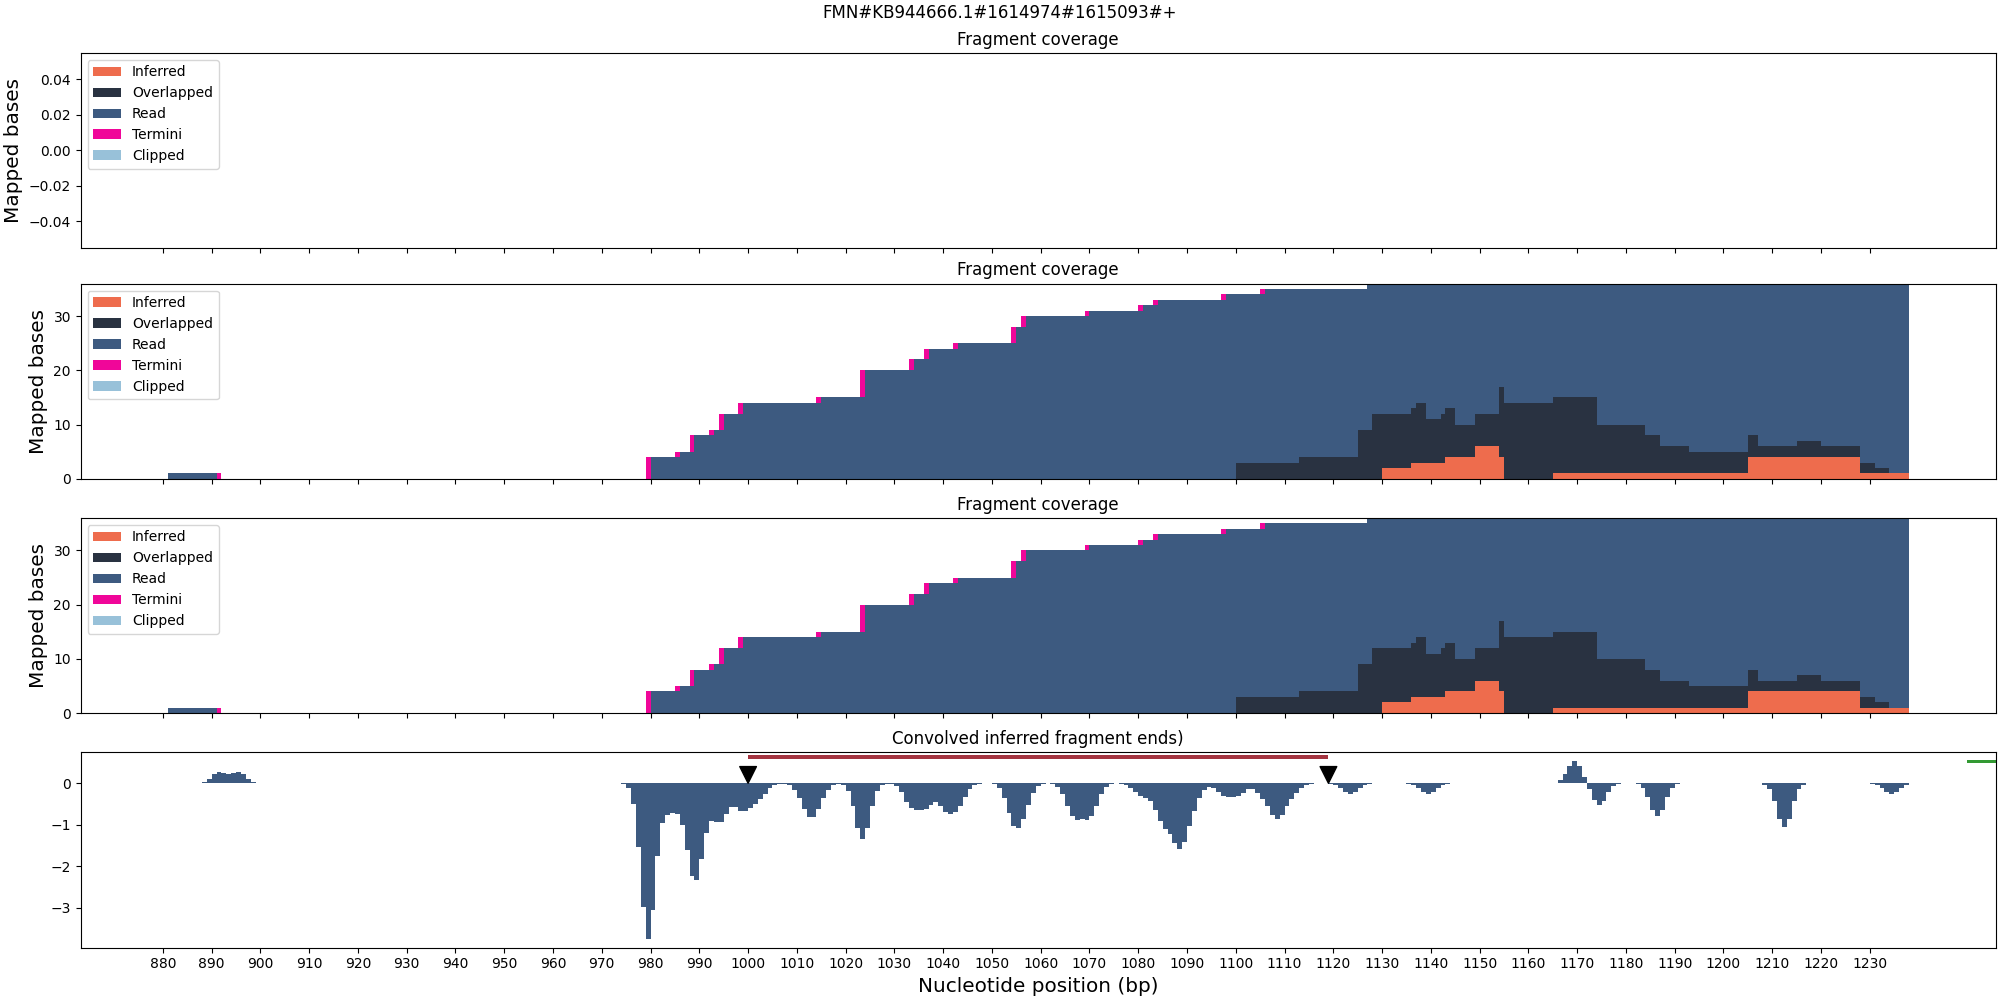 FMN#KB944666.1#1614974#1615093#+
Fragment coverage
Mapped bases
0.04
0.02
0.00
−0.02
−0.04
Inferred
Overlapped
Read
Termini
Clipped
Fragment coverage
Mapped bases
30
20
10
0
Inferred
Overlapped
Read
Termini
Clipped
Fragment coverage
Mapped bases
30
20
10
0
Inferred
Overlapped
Read
Termini
Clipped
Convolved inferred fragment ends)
0
−1
−2
−3
880 890 900 910 920 930 940 950 960 970 980 990 1000 1010 1020 1030 1040 1050 1060 1070 1080 1090 1100 1110 1120 1130 1140 1150 1160 1170 1180 1190 1200 1210 1220 1230
Nucleotide position (bp)